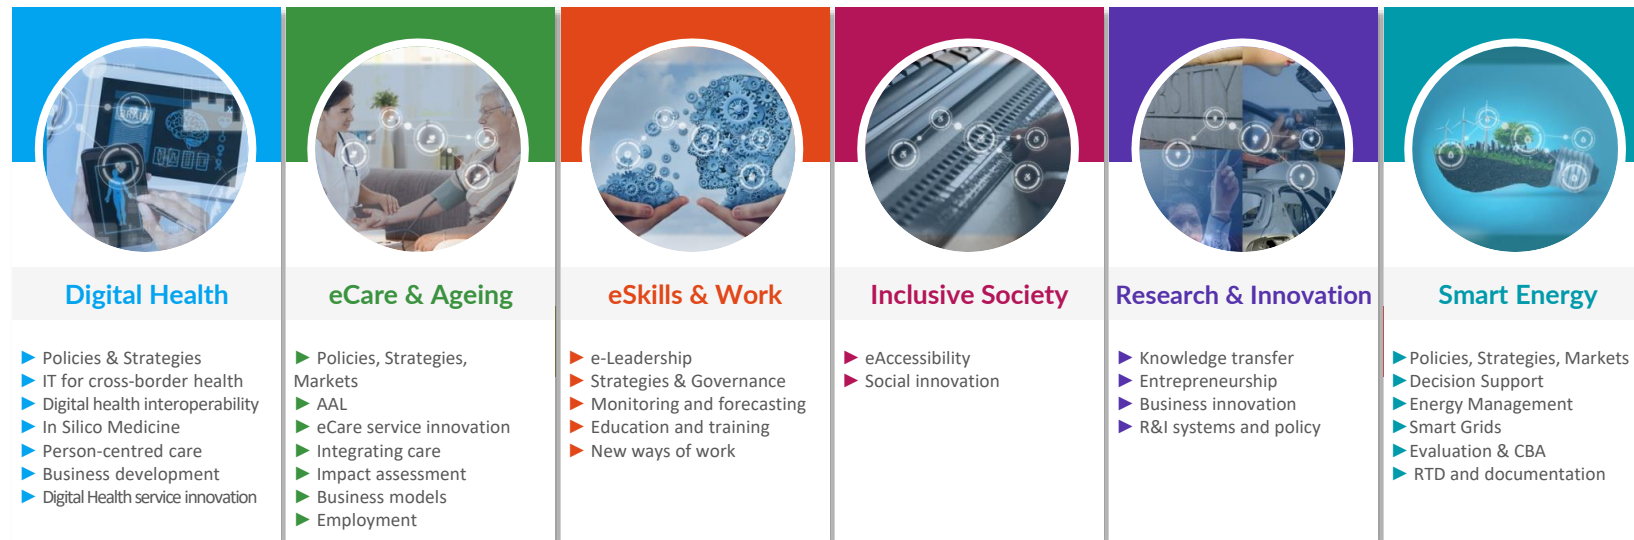 Digital Health
Policies & Strategies
IT for cross-border health
Digital health interoperability
In Silico Medicine
Person-centred care
Business development
Digital Health service innovation
eCare & Ageing
Policies, Strategies,
Markets
AAL
eCare service innovation
Integrating care
Impact assessment
Business models
Employment
eSkills & Work
e-Leadership
Strategies & Governance
Monitoring and forecasting
Education and training
New ways of work
Inclusive Society
eAccessibility
Social innovation
Research & Innovation
Knowledge transfer
Entrepreneurship
Business innovation
R&I systems and policy
Smart Energy
Policies, Strategies, Markets
Decision Support
Energy Management
Smart Grids
Evaluation & CBA
RTD and documentation